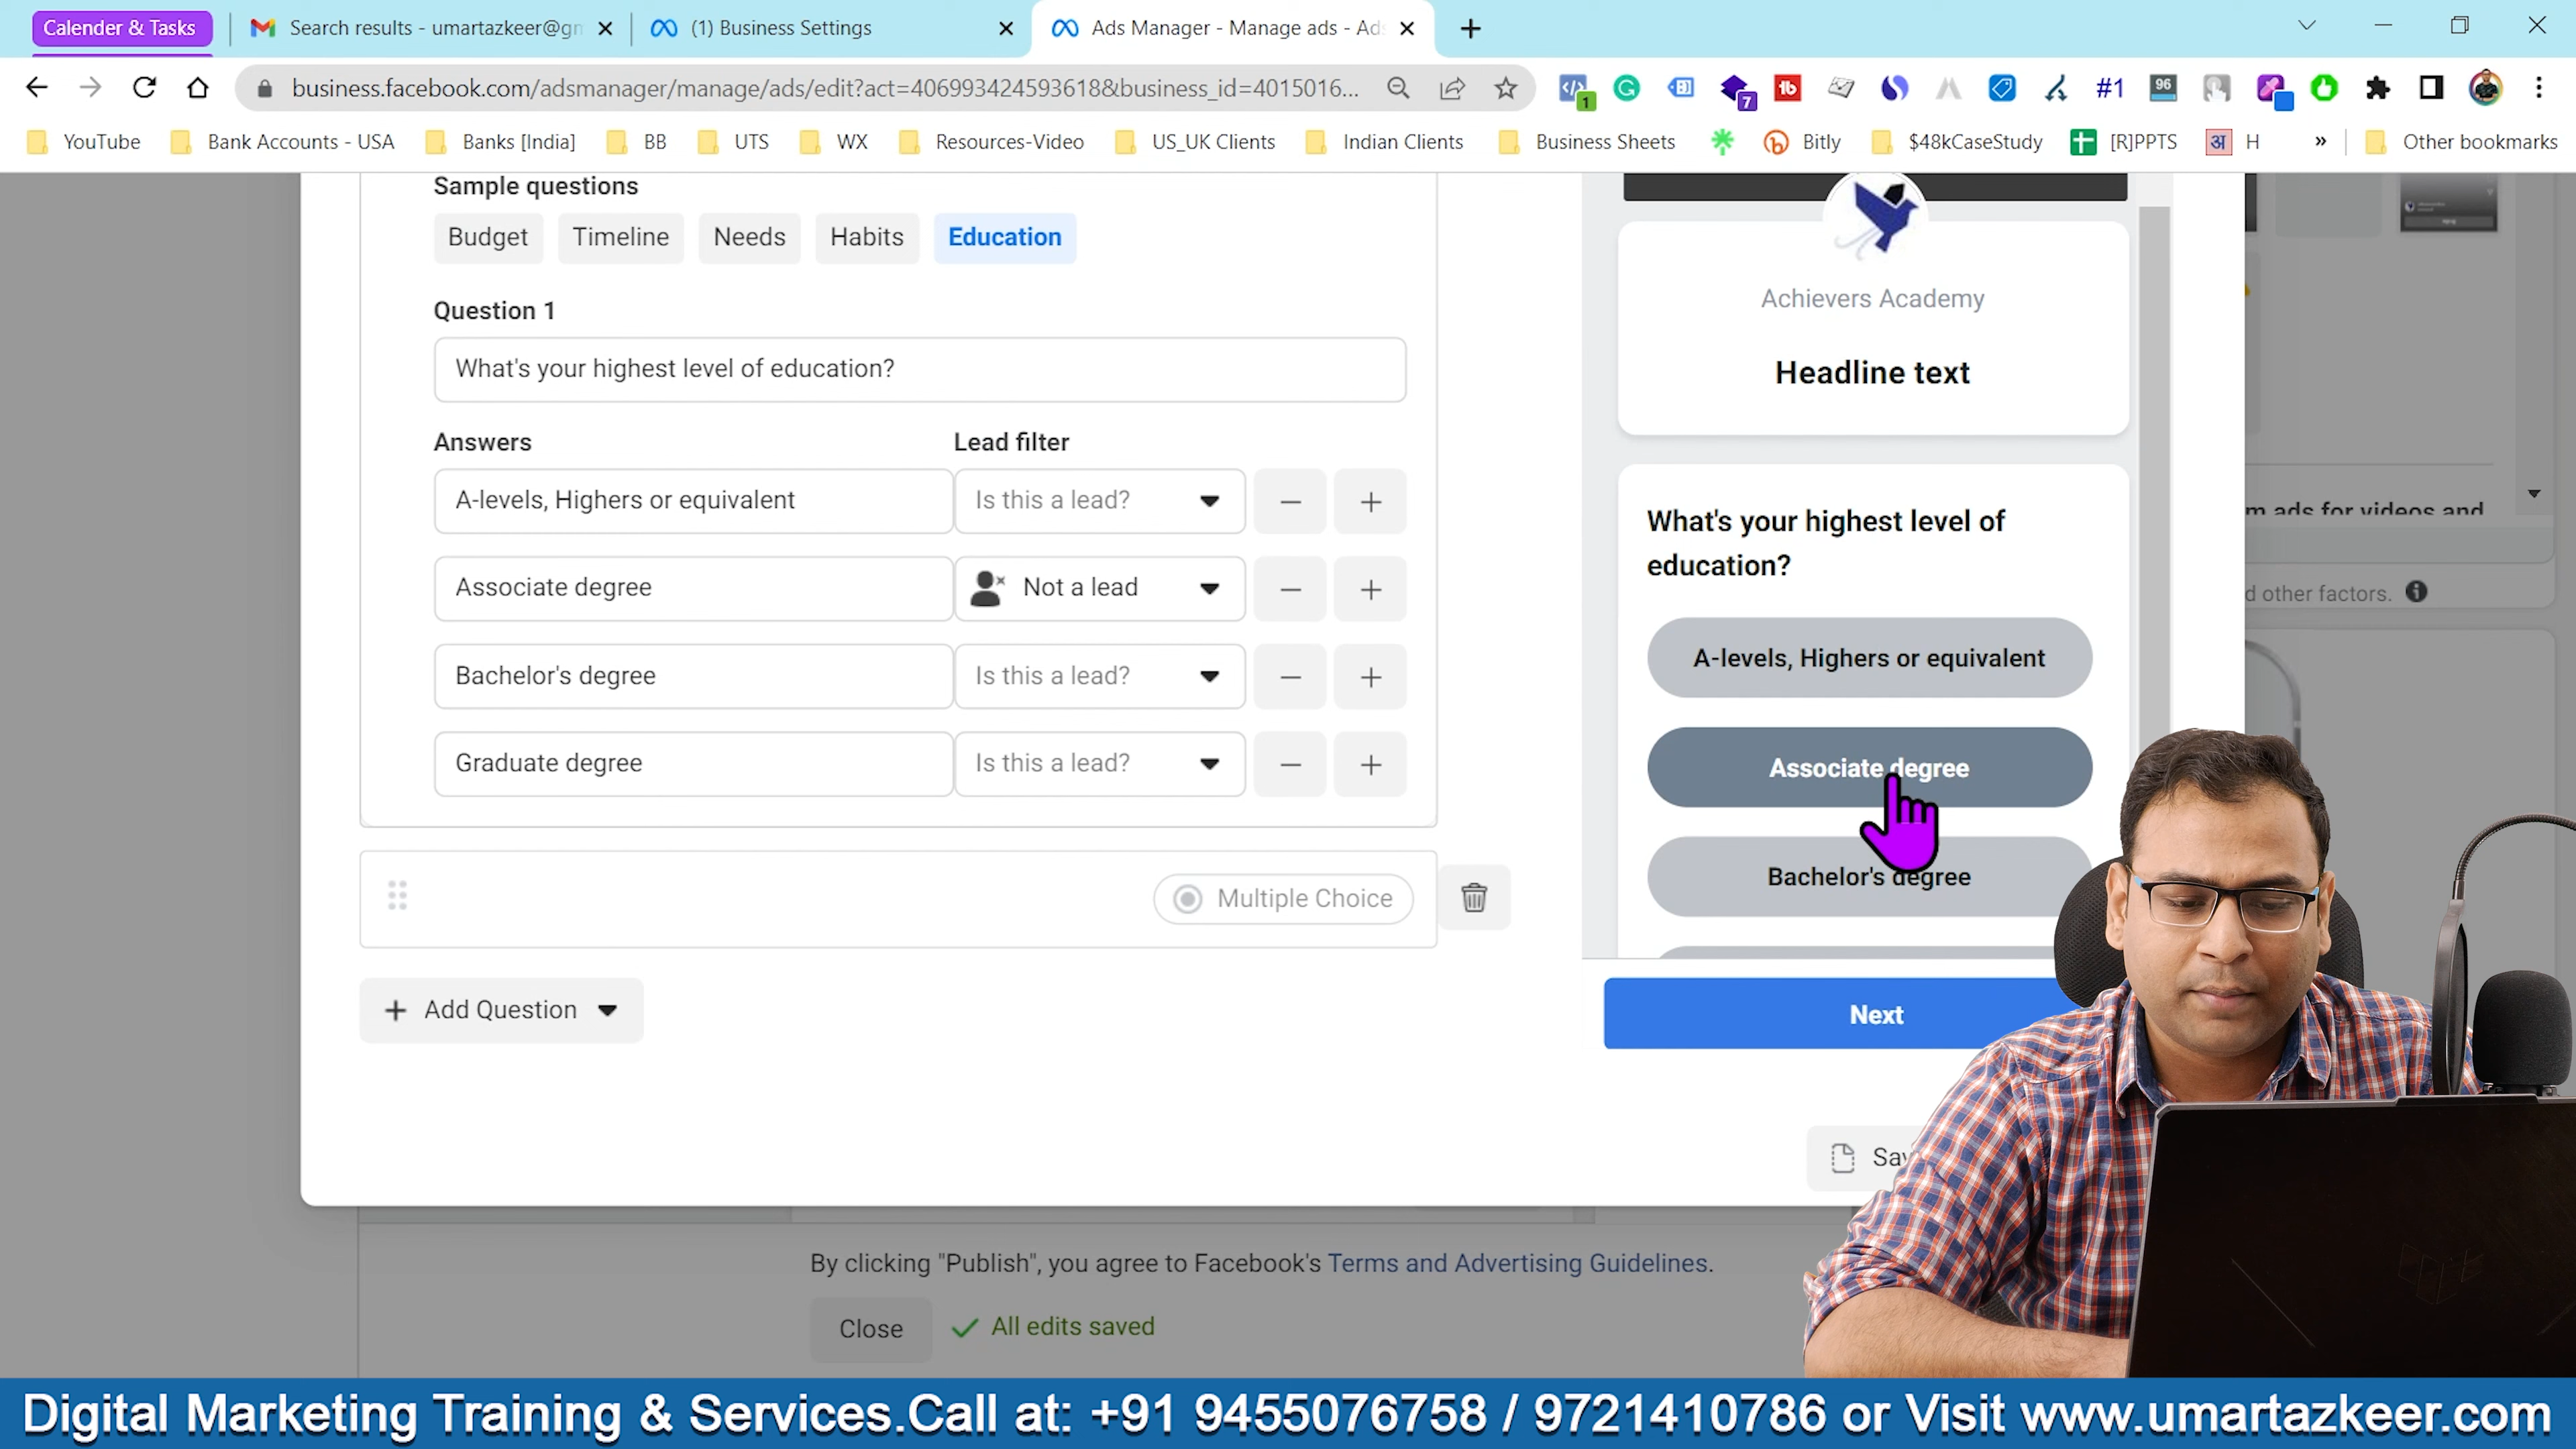 Calender & Tasks
Search results - umartazkeer@gm
(1) Business Settings
Ads Manager - Manage ads - Ads
business.facebook.com/adsmanager/manage/ads/edit?act=406993424593618&business_id=4015016...
1
7
#1
96
YouTube
Bank Accounts - USA
Banks [India]
BB
UTS
WX
Resources-Video
US_UK Clients
Indian Clients
Business Sheets
Bitly
$48kCaseStudy
[R]PPTS
अ
H
»
Other bookmarks
Sample questions
Budget
Timeline
Needs
Habits
Education
Question 1
What's your highest level of education?
Answers
Lead filter
A-levels, Highers or equivalent
Is this a lead?
Associate degree
Not a lead
Bachelor's degree
Is this a lead?
Graduate degree
Is this a lead?
Multiple Choice
Add Question
Achievers Academy
Headline text
What's your highest level of
education?
A-levels, Highers or equivalent
Associate degree
Bachelor's degree
Next
Sav
m ads for videos and
d other factors.
By clicking "Publish", you agree to Facebook's Terms and Advertising Guidelines.
Close
All edits saved
Digital Marketing Training & Services.Call at: +91 9455076758 / 9721410786 or Visit www.umartazkeer.com